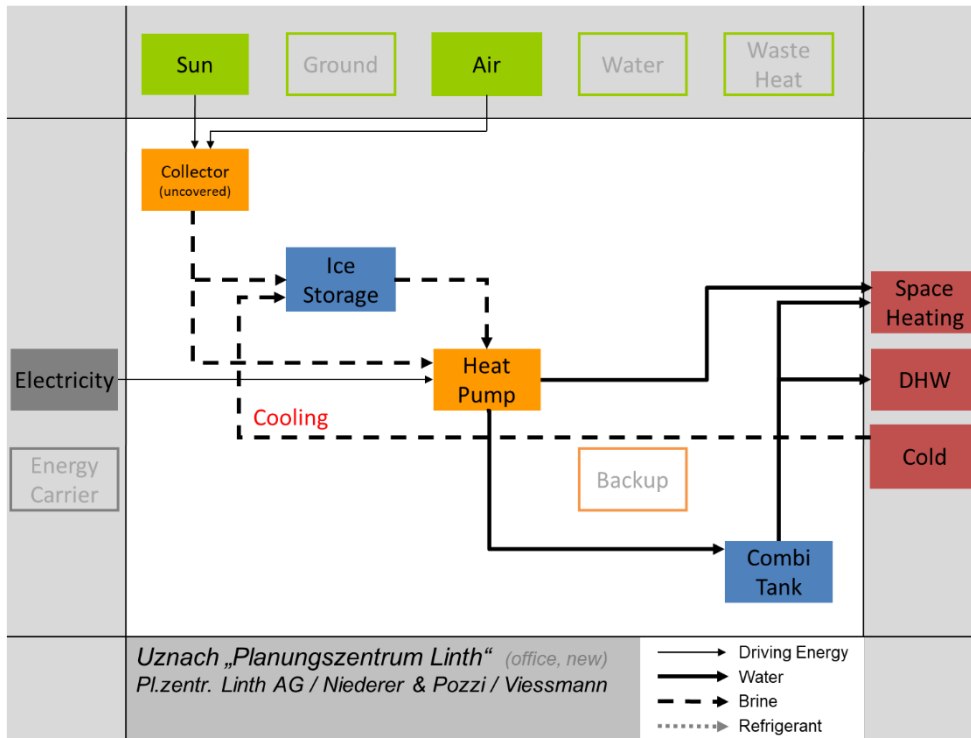 Sun
Ground
Air
Water
Waste
Heat
Collector
(uncovered)
Ice
Storage
Space
Heating
Electricity
Heat
Pump
DHW
Cooling
Cold
Energy
Carrier
Backup
Combi
Tank
Uznach „Planungszentrum Linth“ (office, new)
Pl.zentr. Linth AG / Niederer & Pozzi / Viessmann
Driving Energy
Water
Brine
Refrigerant